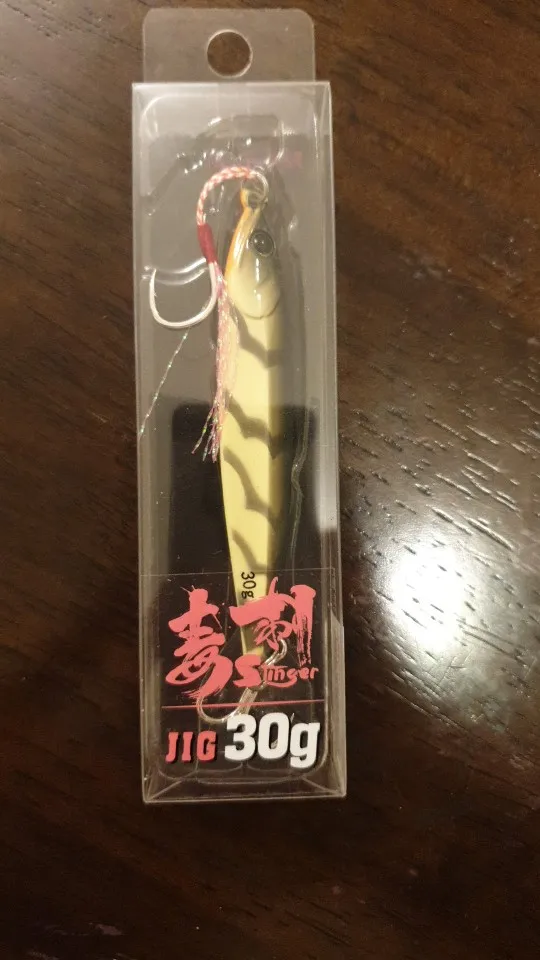 30g
毒刺
Stinger
JIG 30g